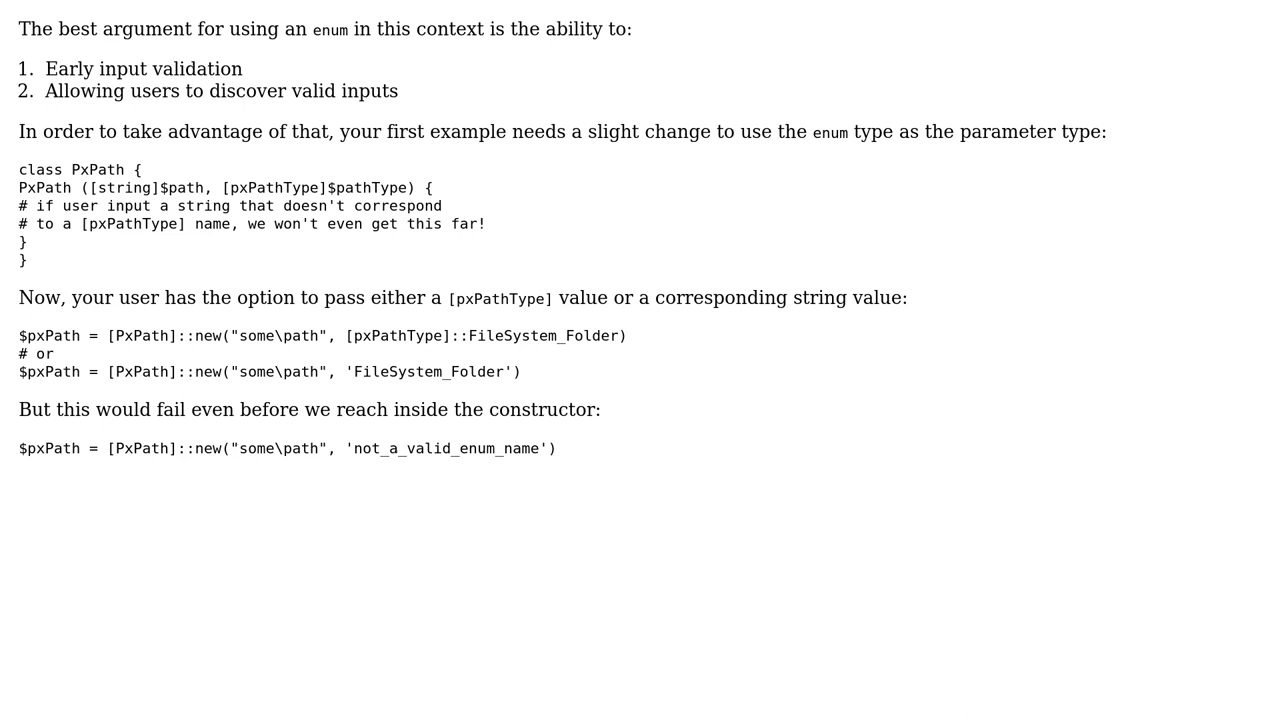 The best argument for using an enum in this context is the ability to:
1. Early input validation
2. Allowing users to discover valid inputs
In order to take advantage of that, your first example needs a slight change to use the enum type as the parameter type:
class PxPath {
PxPath ([string]$path, [pxPathType]$pathType) {
# if user input a string that doesn't correspond
# to a [pxPathType] name, we won't even get this far!
}
}
Now, your user has the option to pass either a [pxPathType] value or a corresponding string value:
$pxPath = [PxPath]::new("some\path", [pxPathType]::FileSystem_Folder)
# or
$pxPath = [PxPath]::new("some\path", 'FileSystem_Folder')
But this would fail even before we reach inside the constructor:
$pxPath = [PxPath]::new("some\path", 'not_a_valid_enum_name')